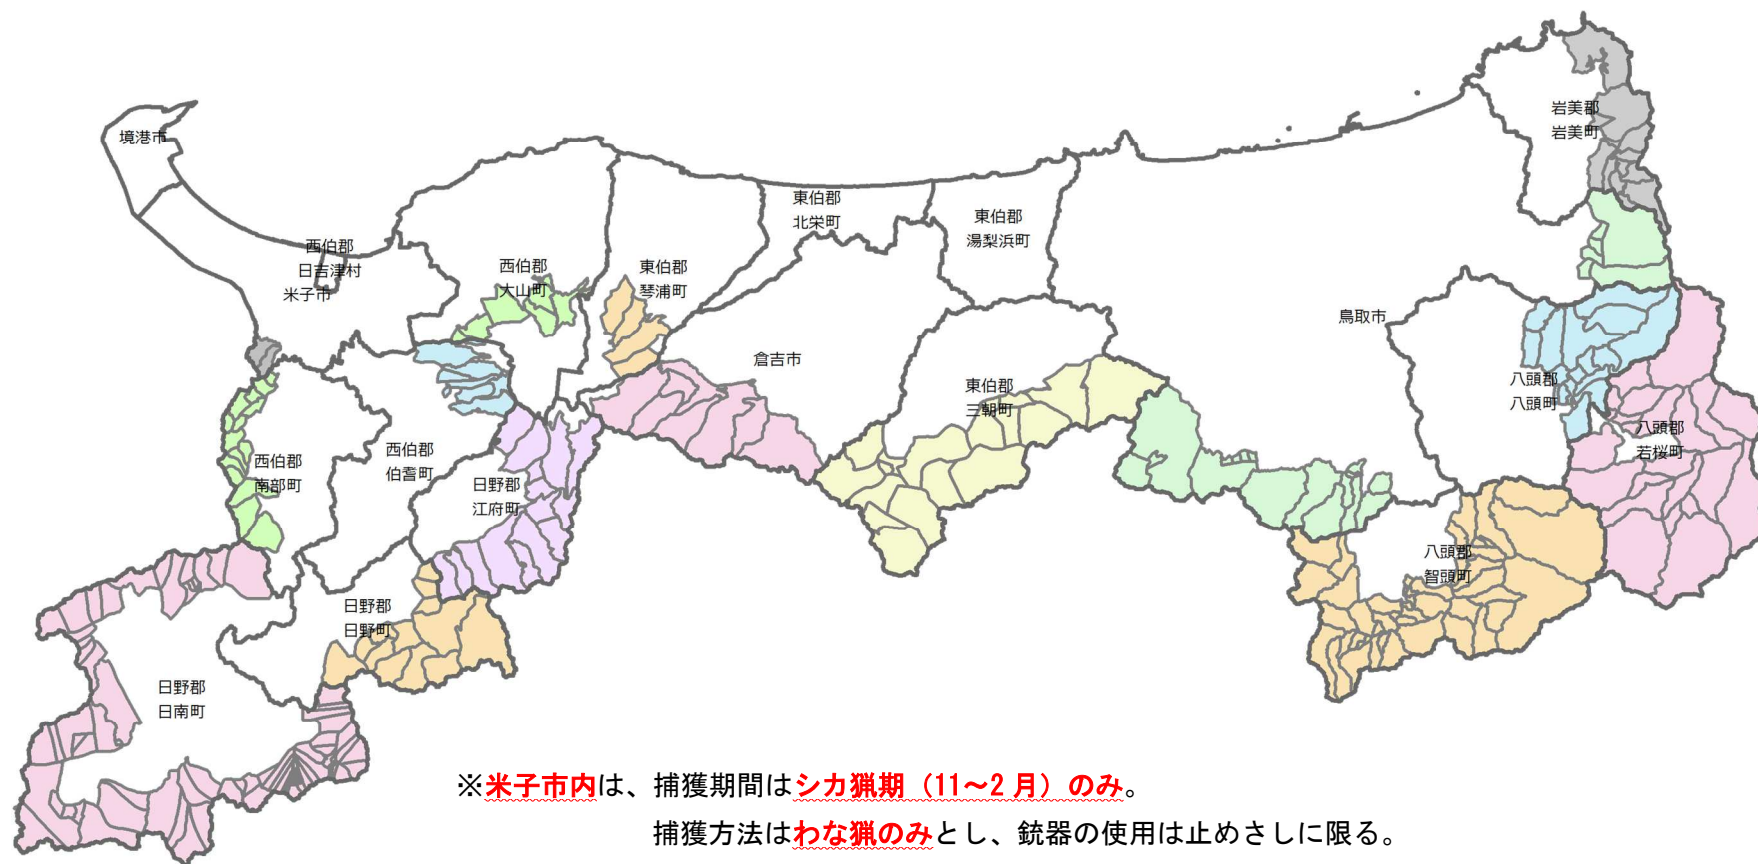 境港市
西伯郡
日吉津村
米子市
西伯郡
大山町
東伯郡
琴浦町
東伯郡
北栄町
東伯郡
湯梨浜町
岩美郡
岩美町
鳥取市
倉吉市
東伯郡
三朝町
八頭郡
八頭町
八頭郡
若桜町
西伯郡
南部町
西伯郡
伯耆町
日野郡
江府町
八頭郡
智頭町
日野郡
日野町
日野郡
日南町
※米子市内は、捕獲期間はシカ猟期（11～2月）のみ。
捕獲方法はわな猟のみとし、銃器の使用は止めさしに限る。